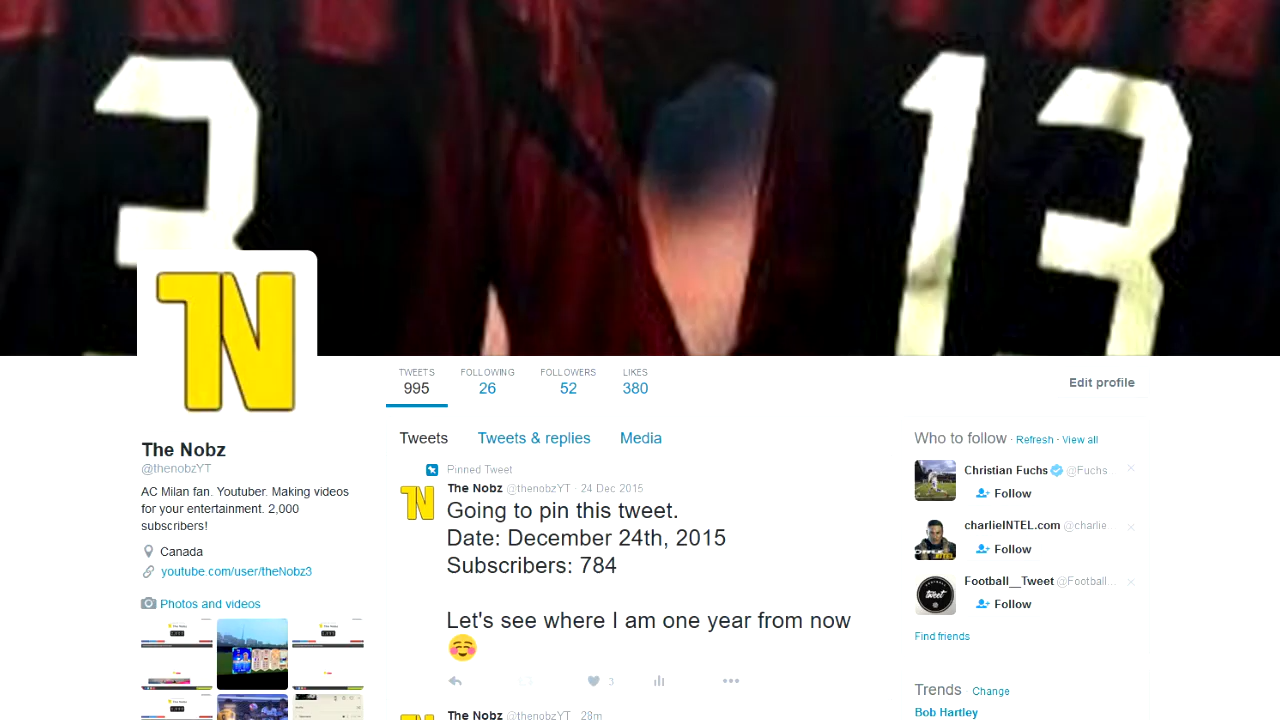 3
13
TN
TWEETS FOLLOWING FOLLOWERS LIKES
995 26 52 380
Edit profile
The Nobz
@thenobzYT
AC Milan fan. Youtuber. Making videos
for your entertainment. 2,000
subscribers!
Canada
youtube.com/user/theNobz3
Photos and videos
Tweets Tweets & replies Media
Pinned Tweet
The Nobz @thenobzYT · 24 Dec 2015
Going to pin this tweet.
Date: December 24th, 2015
Subscribers: 784
Let's see where I am one year from now
3
The Nobz @thenobzYT · 28m
Who to follow · Refresh · View all
Christian Fuchs @Fuchs
Follow
charlieINTEL.com @charlie
Follow
Football__Tweet @Football...
Follow
Find friends
Trends · Change
Bob Hartley